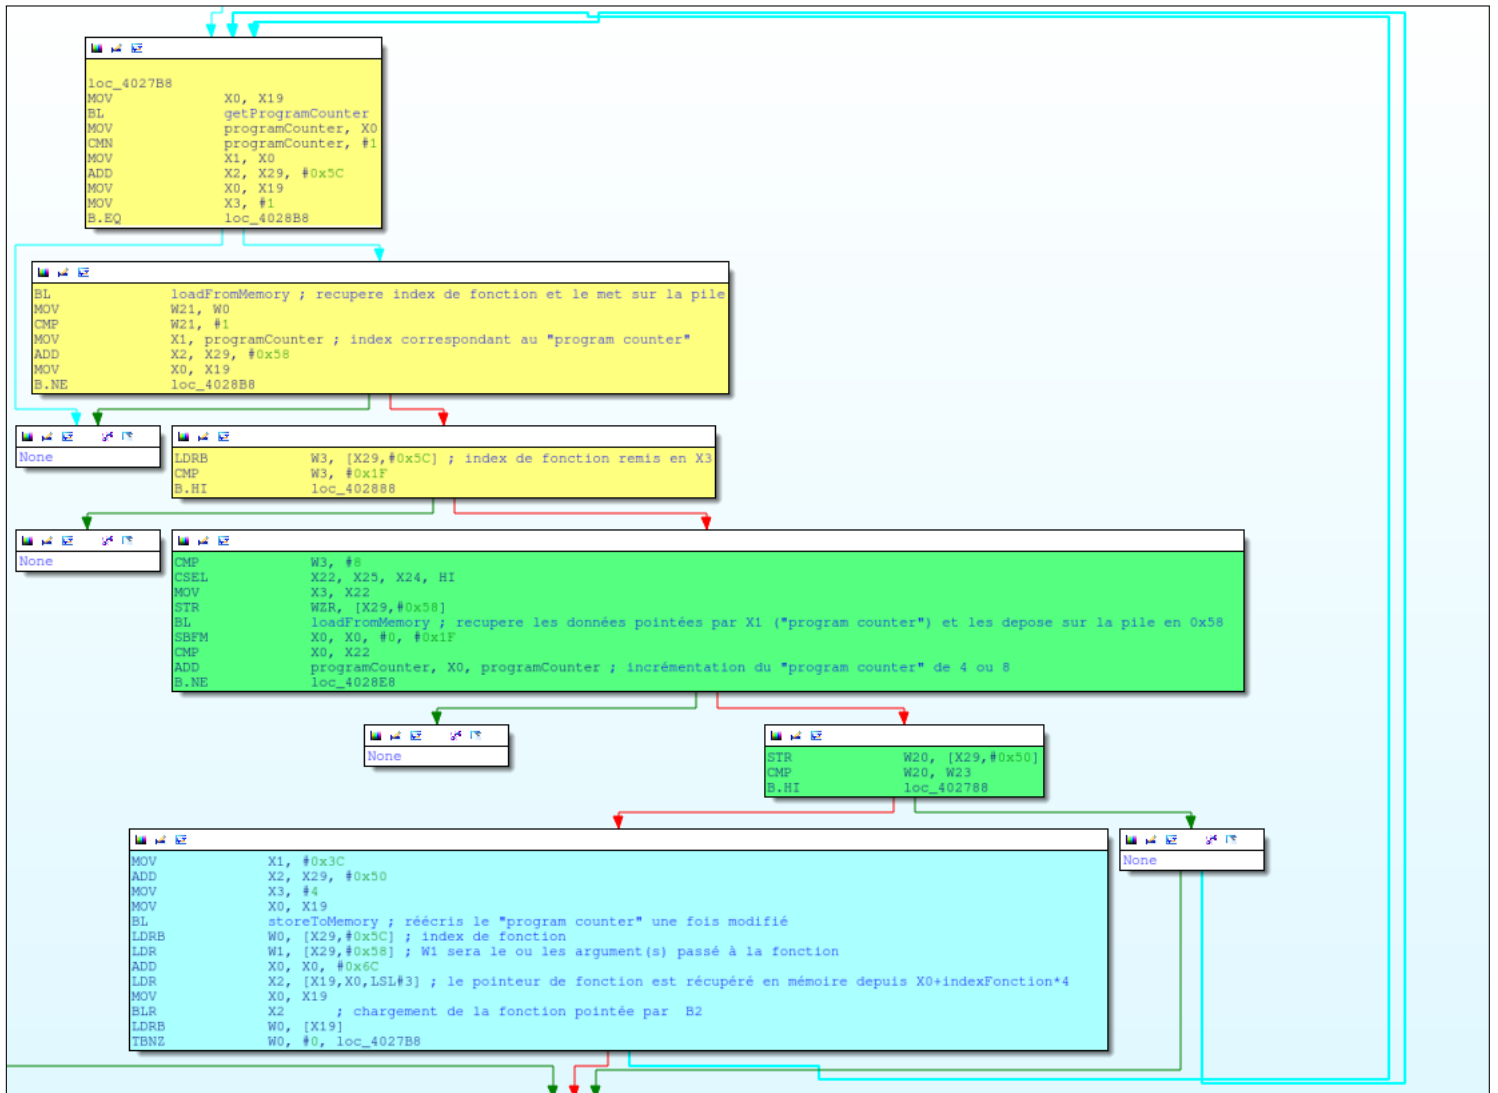 loc_4027B8
MOV X0, X19
BL getProgramCounter
MOV programCounter, X0
CMN programCounter, #1
MOV X1, X0
ADD X2, X29, #0x5C
MOV X0, X19
MOV X3, #1
B.EQ loc_4028B8
BL loadFromMemory ; recupere index de fonction et le met sur la pile
MOV W21, W0
CMP W21, #1
MOV X1, programCounter ; index correspondant au "program counter"
ADD X2, X29, #0x58
MOV X0, X19
B.NE loc_4028B8
None
LDRB W3, [X29,#0x5C] ; index de fonction remis en X3
CMP W3, #0x1F
B.HI loc_402888
None
CMP W3, #8
CSEL X22, X25, X24, HI
MOV X3, X22
STR WZR, [X29,#0x58]
BL loadFromMemory ; recupere les données pointées par X1 ("program counter") et les depose sur la pile en 0x58
SBFM X0, X0, #0, #0x1F
CMP X0, X22
ADD programCounter, X0, programCounter ; incrémentation du "program counter" de 4 ou 8
B.NE loc_4028E8
None
STR W20, [X29,#0x50]
CMP W20, W23
B.HI loc_402788
MOV X1, #0x3C
ADD X2, X29, #0x50
MOV X3, #4
MOV X0, X19
BL storeToMemory ; réécris le "program counter" une fois modifié
LDRB W0, [X29,#0x5C] ; index de fonction
LDR W1, [X29,#0x58] ; W1 sera le ou les argument(s) passé à la fonction
ADD X0, X0, #0x6C
LDR X2, [X19,X0,LSL#3] ; le pointeur de fonction est récupéré en mémoire depuis X0+indexFonction*4
MOV X0, X19
BLR X2 ; chargement de la fonction pointée par B2
LDRB W0, [X19]
TBNZ W0, #0, loc_4027B8
None